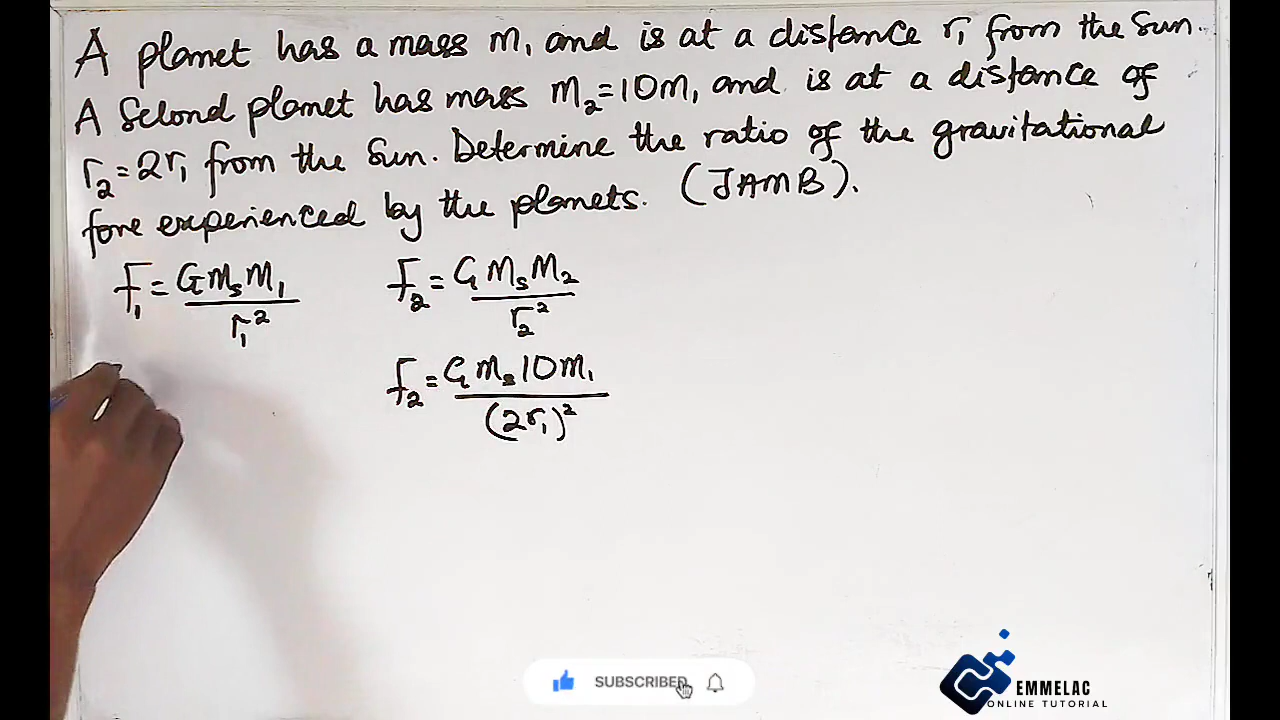 A planet has a mass m₁ and is at a distance r₁ from the Sun.
A Second planet has mass M₂=10M₁ and is at a distance of
r₂=2r₁ from the Sun. Determine the ratio of the gravitational
force experienced by the planets. (JAMB).
F₁ = GMₛM₁/r₁² F₂ = GMₛM₂/r₂²
F₂ = GMₛ10M₁/(2r₁)²
SUBSCRIBED
EMMELAC
ONLINE TUTORIAL